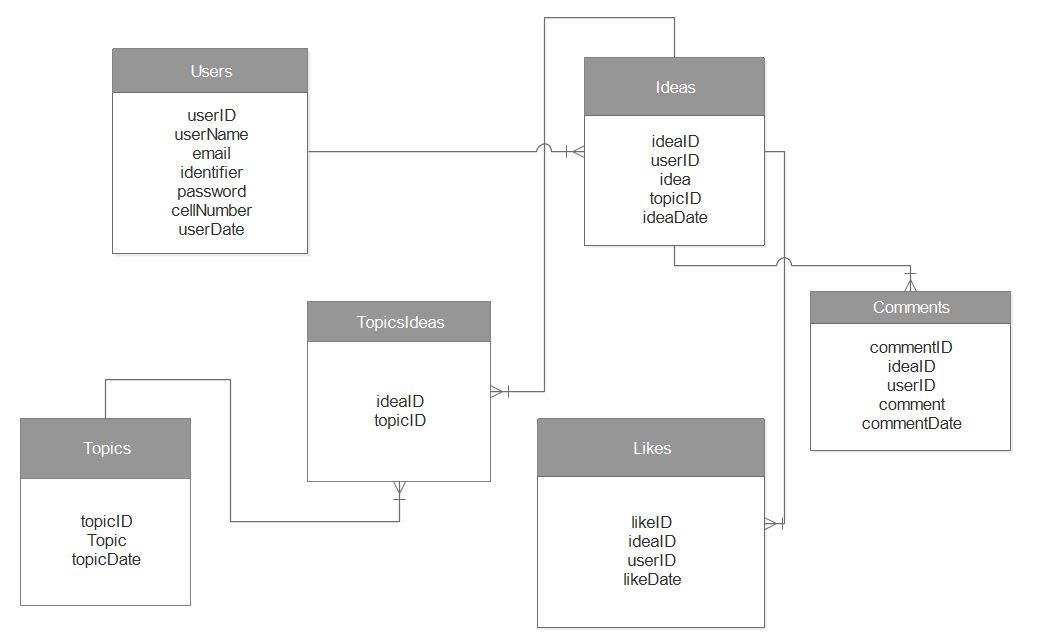 Users
userID
userName
email
identifier
password
cellNumber
userDate
Ideas
ideaID
userID
idea
topicID
ideaDate
TopicsIdeas
ideaID
topicID
Comments
commentID
ideaID
userID
comment
commentDate
Topics
topicID
Topic
topicDate
Likes
likeID
ideaID
userID
likeDate